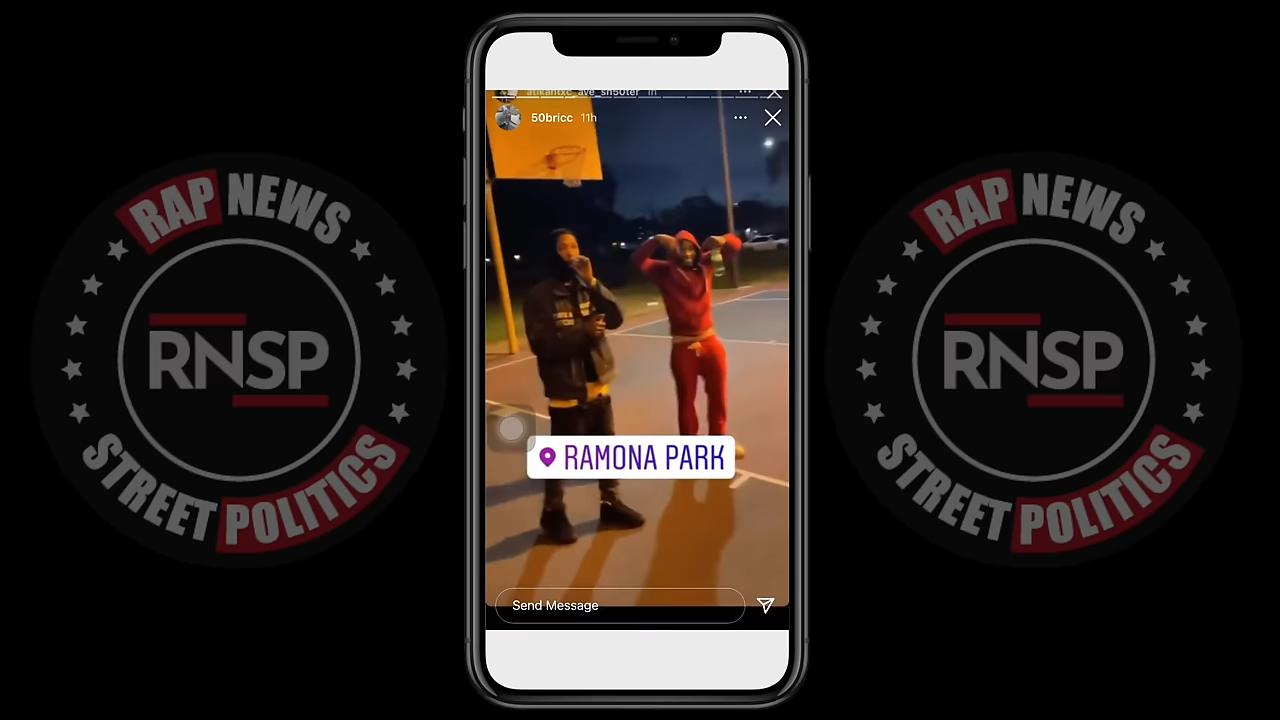 50bricc 11h
RAMONA PARK
Send Message
RAP NEWS
RNSP
STREET POLITICS
RAP NEWS
RNSP
STREET POLITICS